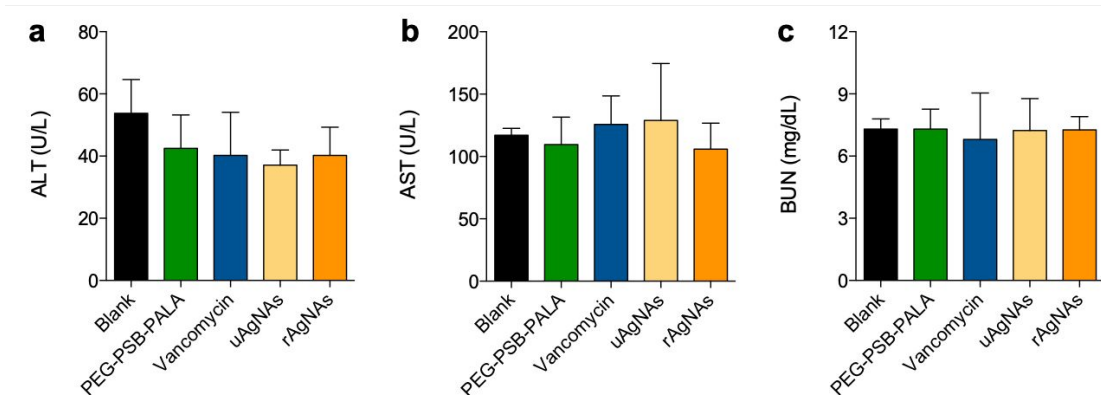 a
ALT (U/L)
80
60
40
20
0
Blank
PEG-PSB-PALA
Vancomycin
uAgNAs
rAgNAs
b
AST (U/L)
200
150
100
50
0
Blank
PEG-PSB-PALA
Vancomycin
uAgNAs
rAgNAs
c
BUN (mg/dL)
12
9
6
3
0
Blank
PEG-PSB-PALA
Vancomycin
uAgNAs
rAgNAs